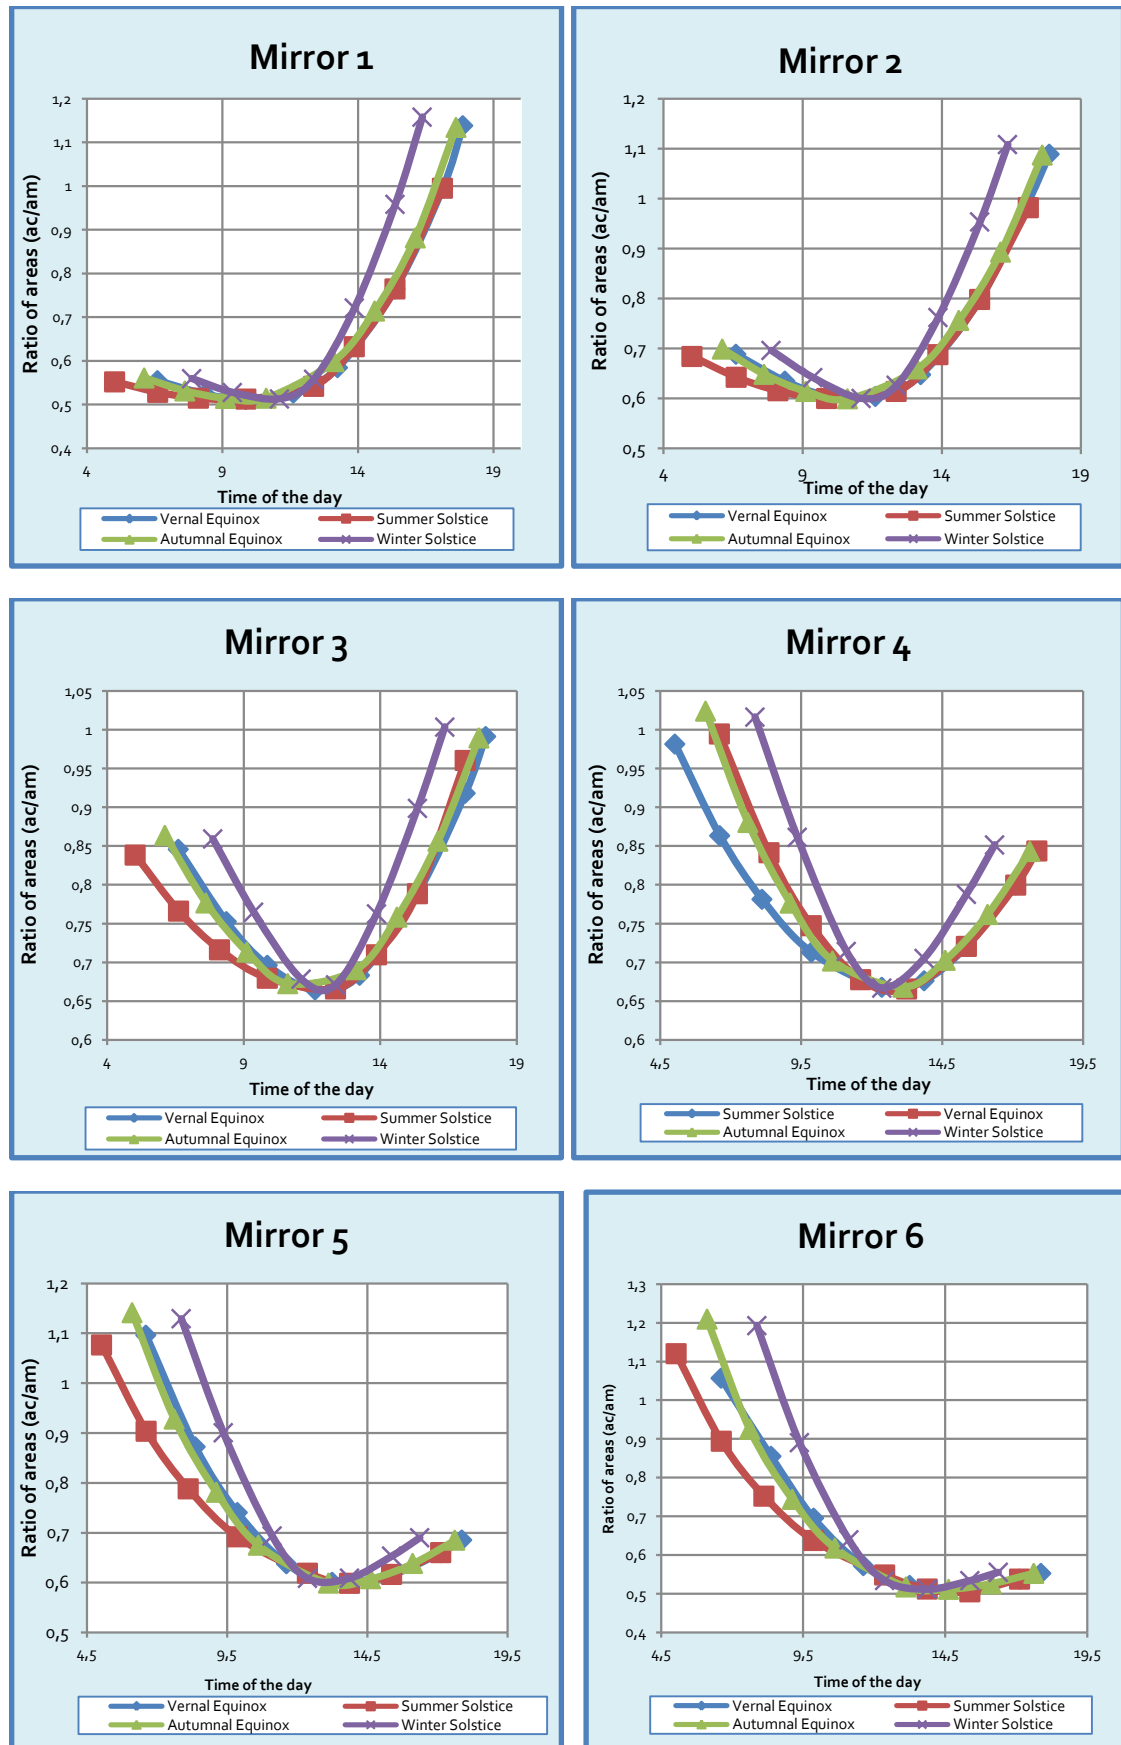 Mirror 1
Ratio of areas (ac/am)
1,2
1,1
1
0,9
0,8
0,7
0,6
0,5
0,4
4 9 14 19
Time of the day
Vernal Equinox Summer Solstice
Autumnal Equinox Winter Solstice
Mirror 2
Ratio of areas (ac/am)
1,2
1,1
1
0,9
0,8
0,7
0,6
0,5
4 9 14 19
Time of the day
Vernal Equinox Summer Solstice
Autumnal Equinox Winter Solstice
Mirror 3
Ratio of areas (ac/am)
1,05
1
0,95
0,9
0,85
0,8
0,75
0,7
0,65
0,6
4 9 14 19
Time of the day
Vernal Equinox Summer Solstice
Autumnal Equinox Winter Solstice
Mirror 4
Ratio of areas (ac/am)
1,05
1
0,95
0,9
0,85
0,8
0,75
0,7
0,65
0,6
4,5 9,5 14,5 19,5
Time of the day
Summer Solstice Vernal Equinox
Autumnal Equinox Winter Solstice
Mirror 5
Ratio of areas (ac/am)
1,2
1,1
1
0,9
0,8
0,7
0,6
0,5
4,5 9,5 14,5 19,5
Time of the day
Vernal Equinox Summer Solstice
Autumnal Equinox Winter Solstice
Mirror 6
Ratio of areas (ac/am)
1,3
1,2
1,1
1
0,9
0,8
0,7
0,6
0,5
0,4
4,5 9,5 14,5 19,5
Time of the day
Vernal Equinox Summer Solstice
Autumnal Equinox Winter Solstice